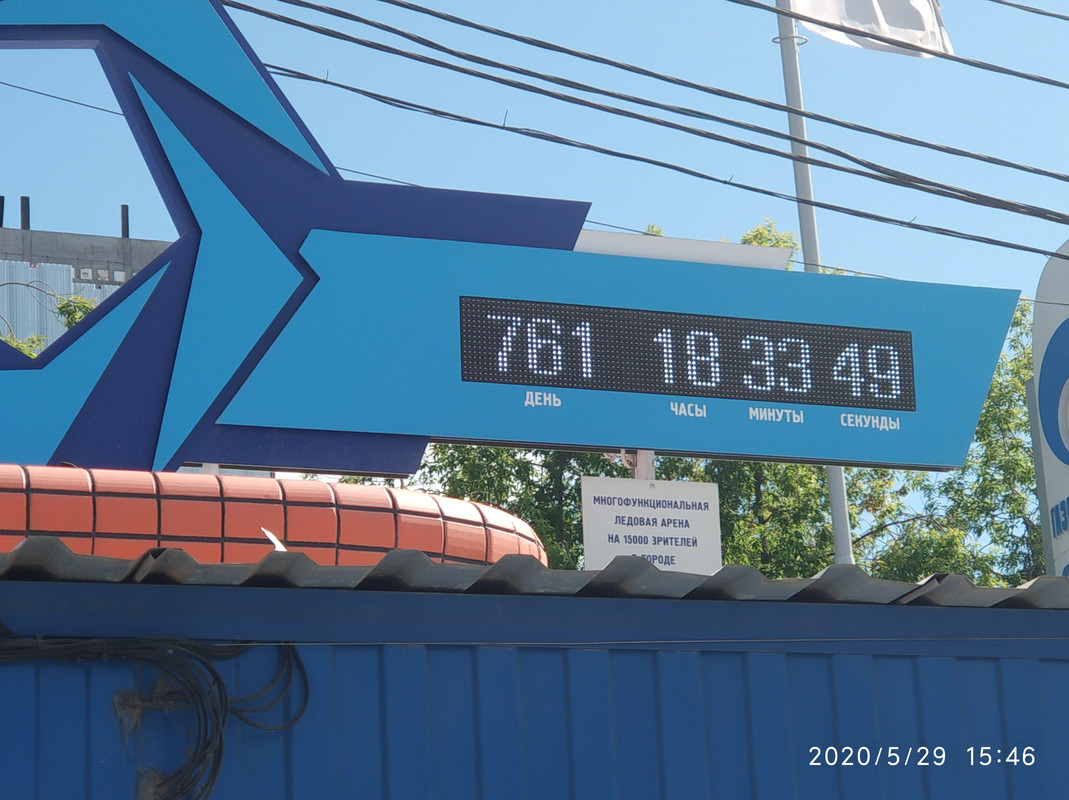 761 18 33 49
ДЕНЬ ЧАСЫ МИНУТЫ СЕКУНДЫ
МНОГОФУНКЦИОНАЛЬНАЯ
ЛЕДОВАЯ АРЕНА
НА 15000 ЗРИТЕЛЕЙ
ГОРОДЕ
2020/5/29 15:46